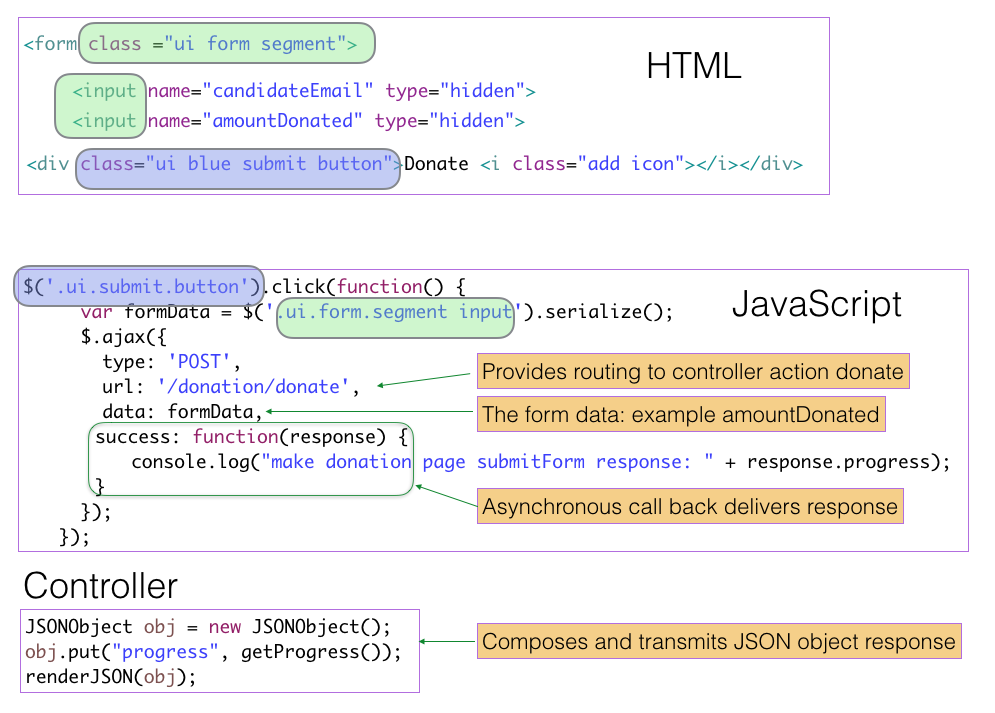 <form class ="ui form segment">
HTML
<input name="candidateEmail" type="hidden">
<input name="amountDonated" type="hidden">
<div class="ui blue submit button">Donate <i class="add icon"></i></div>
$('.ui.submit.button').click(function() {
JavaScript
var formData = $('.ui.form.segment input').serialize();
$.ajax({
type: 'POST',
url: '/donation/donate',
Provides routing to controller action donate
data: formData,
The form data: example amountDonated
success: function(response) {
console.log("make donation page submitForm response: " + response.progress);
}
Asynchronous call back delivers response
});
});
Controller
JSONObject obj = new JSONObject();
obj.put("progress", getProgress());
renderJSON(obj);
Composes and transmits JSON object response